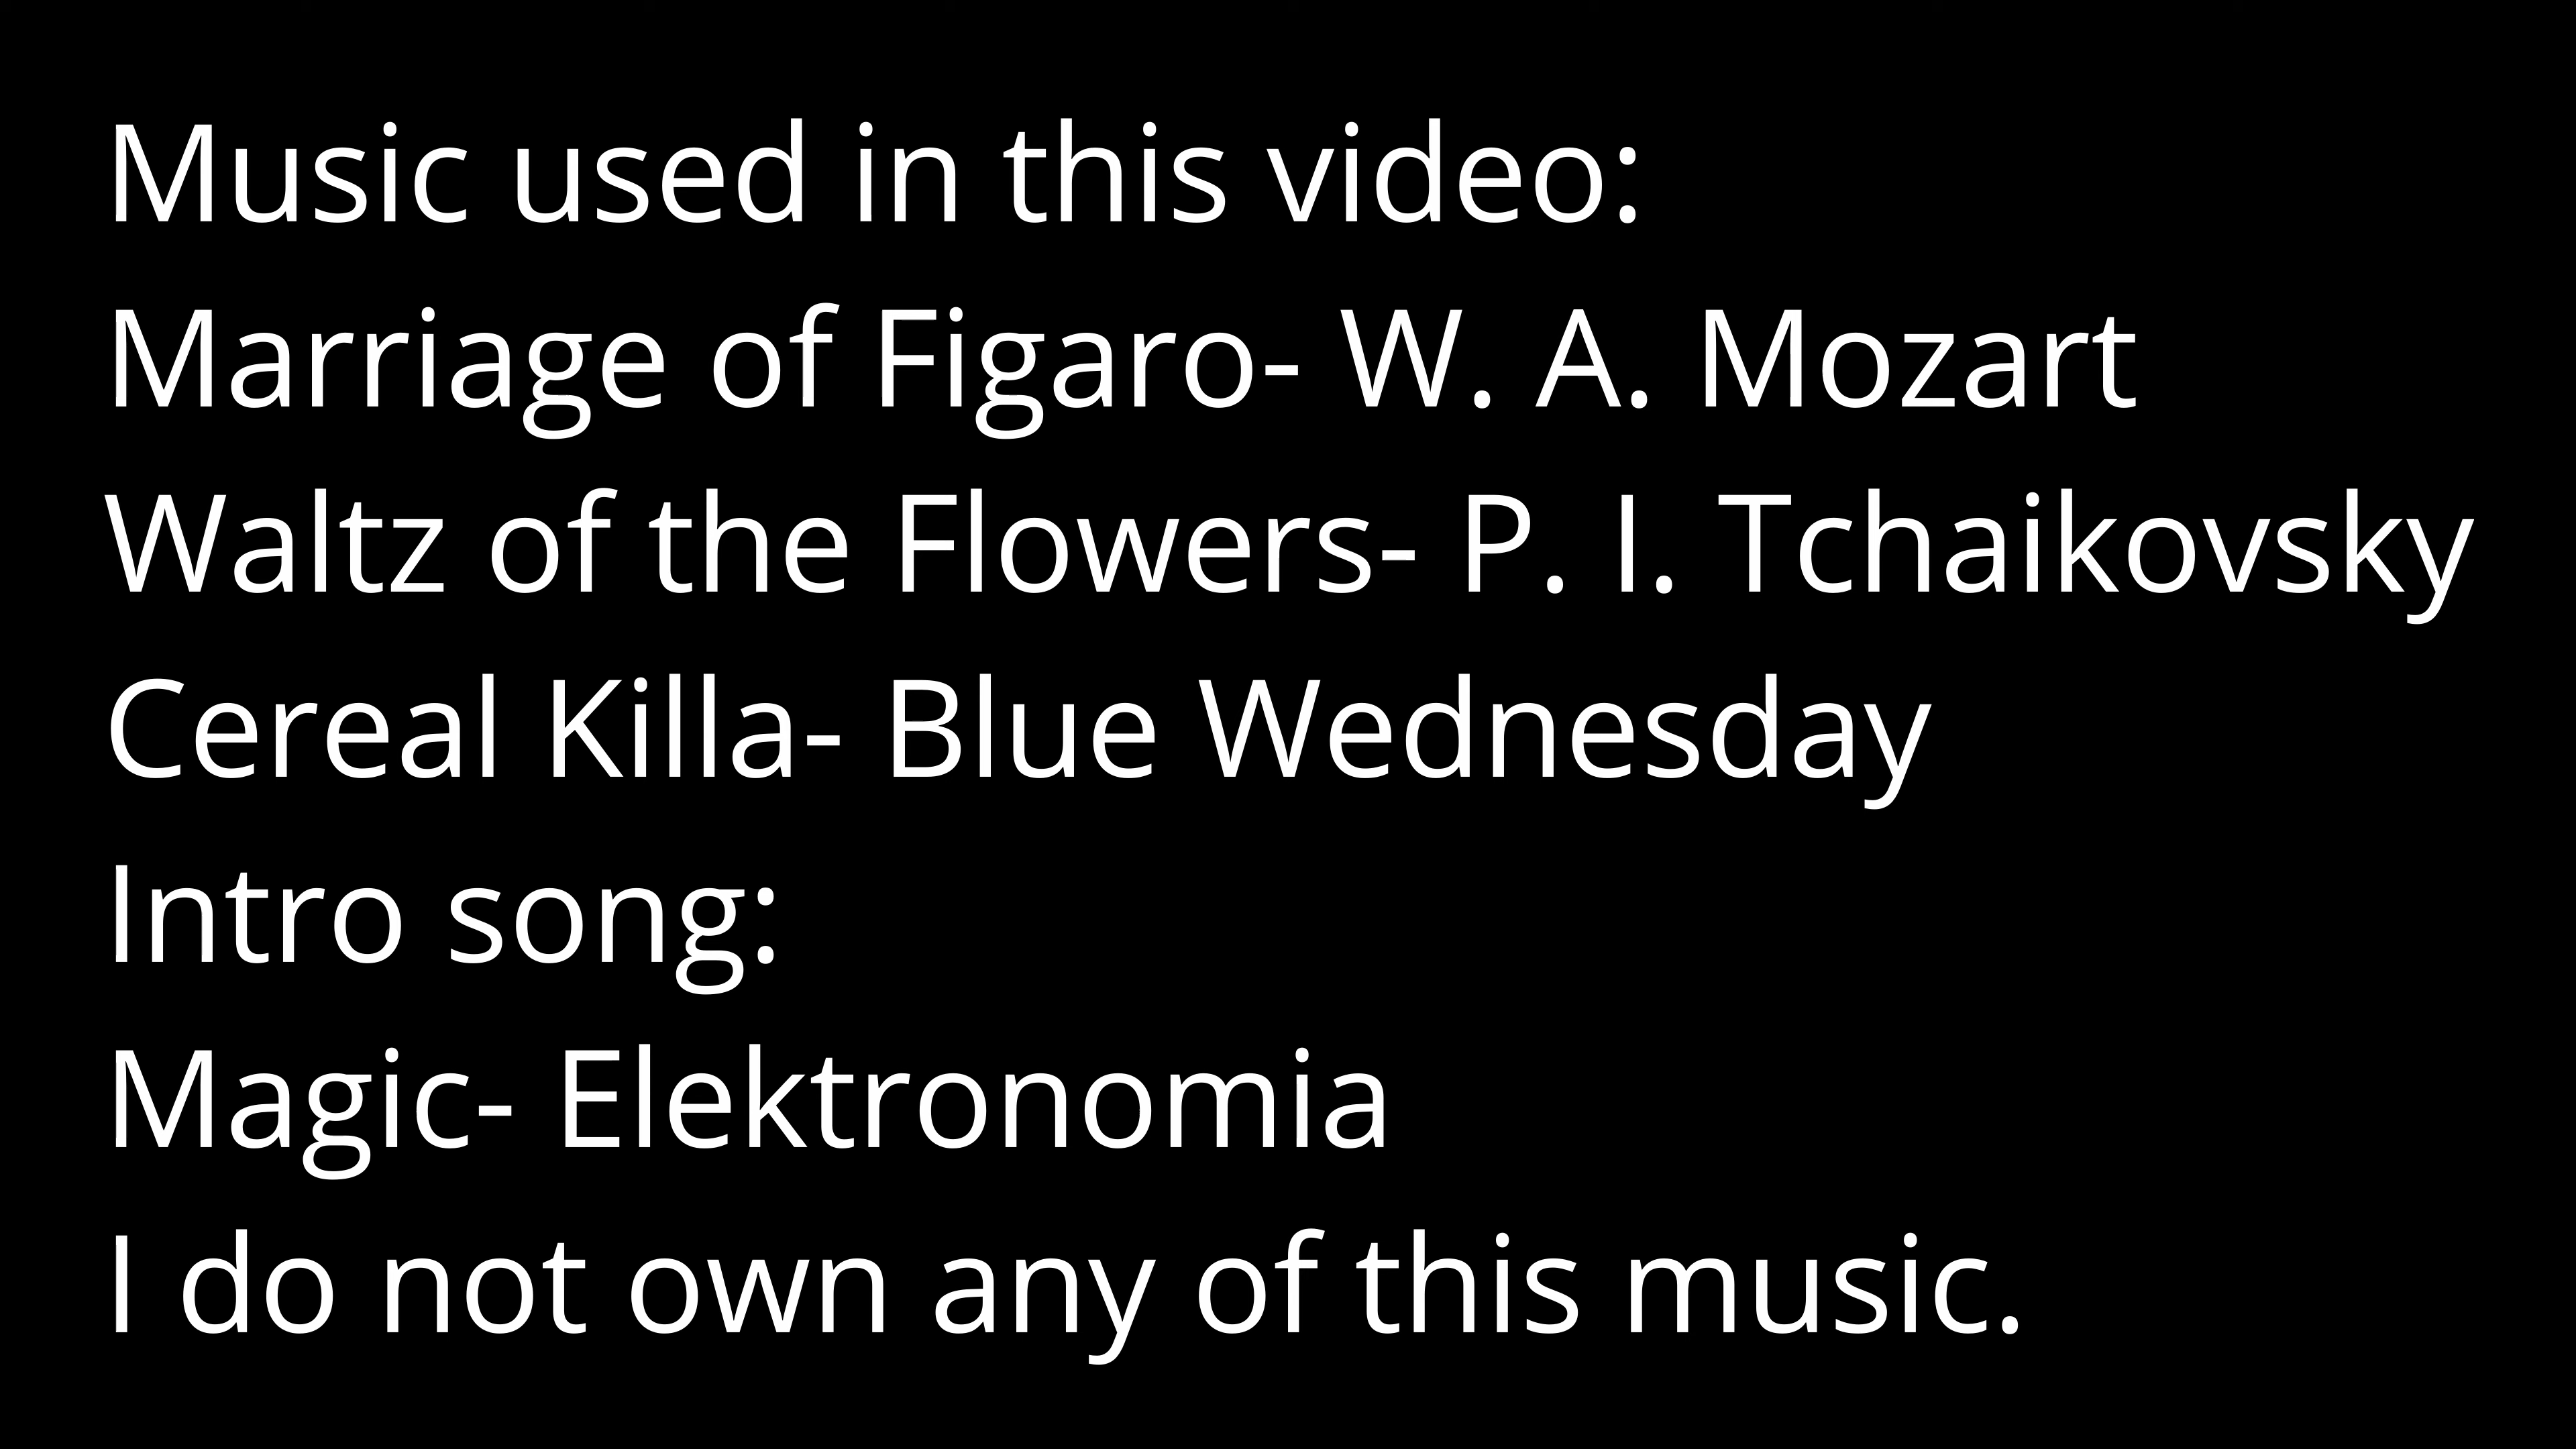 Music used in this video:
Marriage of Figaro- W. A. Mozart
Waltz of the Flowers- P. I. Tchaikovsky
Cereal Killa- Blue Wednesday
Intro song:
Magic- Elektronomia
I do not own any of this music.